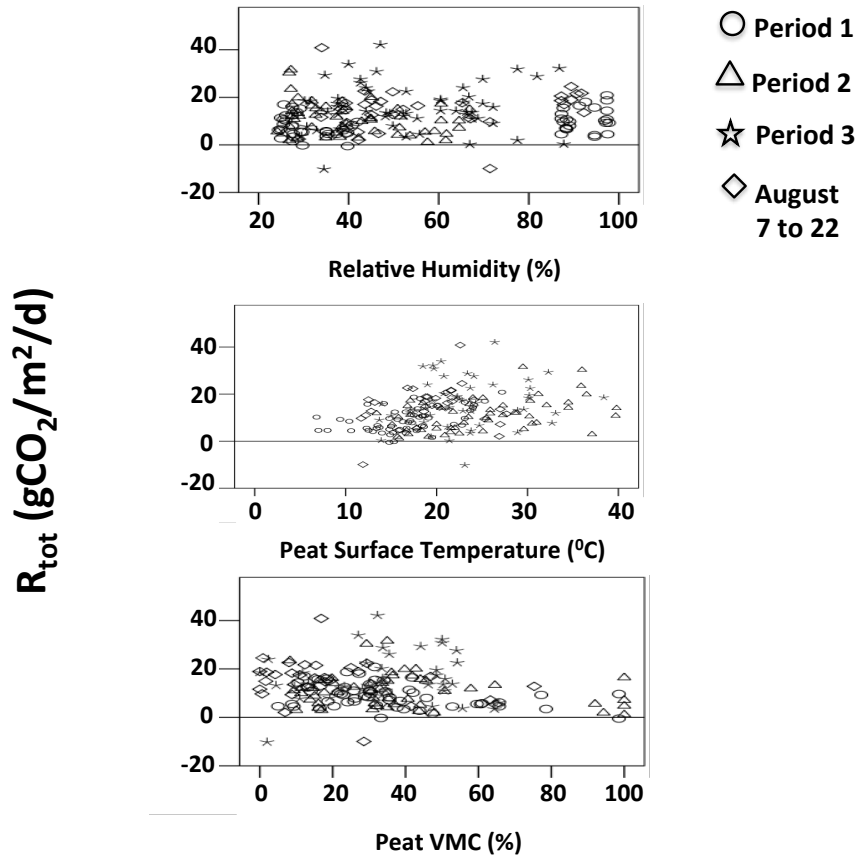 R_tot (gCO₂/m²/d)
40
20
0
-20
20 40 60 80 100
Relative Humidity (%)
40
20
0
-20
0 10 20 30 40
Peat Surface Temperature (⁰C)
40
20
0
-20
0 20 40 60 80 100
Peat VMC (%)
Period 1
Period 2
Period 3
August
7 to 22